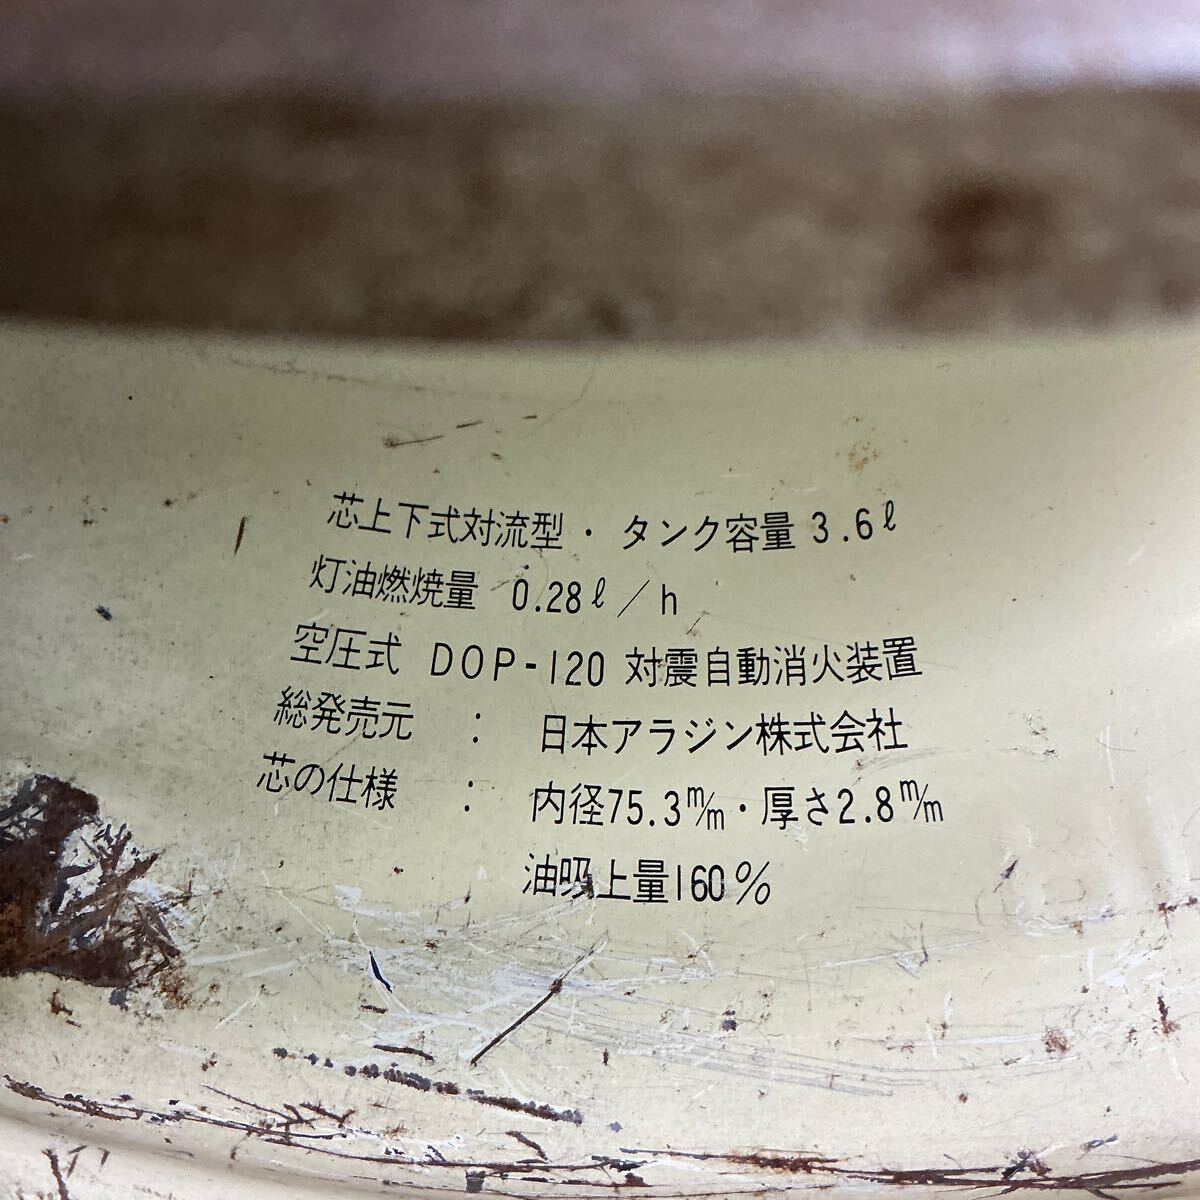 芯上下式対流型・タンク容量 3.6ℓ
灯油燃焼量 0.28ℓ/h
空圧式 DOP-120 対震自動消火装置
総発売元 : 日本アラジン株式会社
芯の仕様 : 内径75.3m/m・厚さ2.8m/m
油吸上量160%